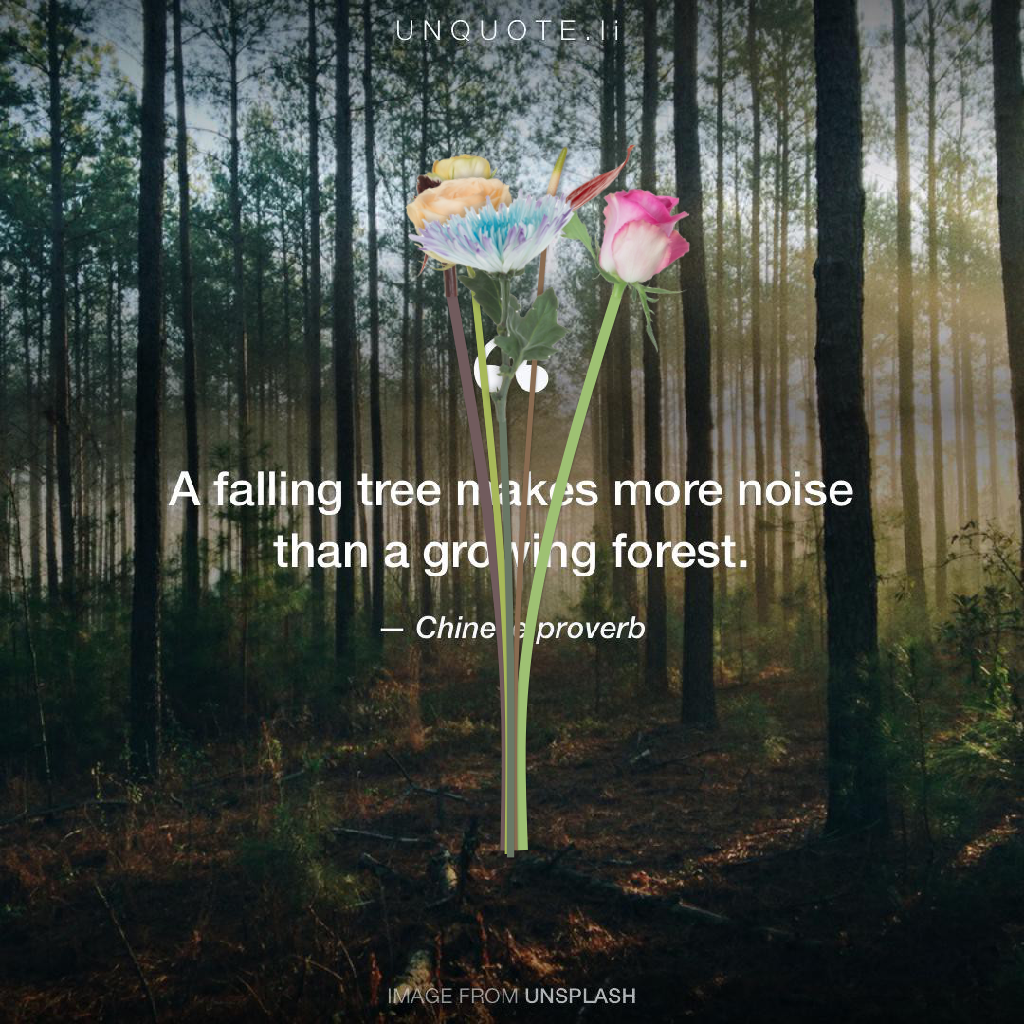 UNQUOTE.li
A falling tree makes more noise
than a growing forest.
— Chinese proverb
IMAGE FROM UNSPLASH